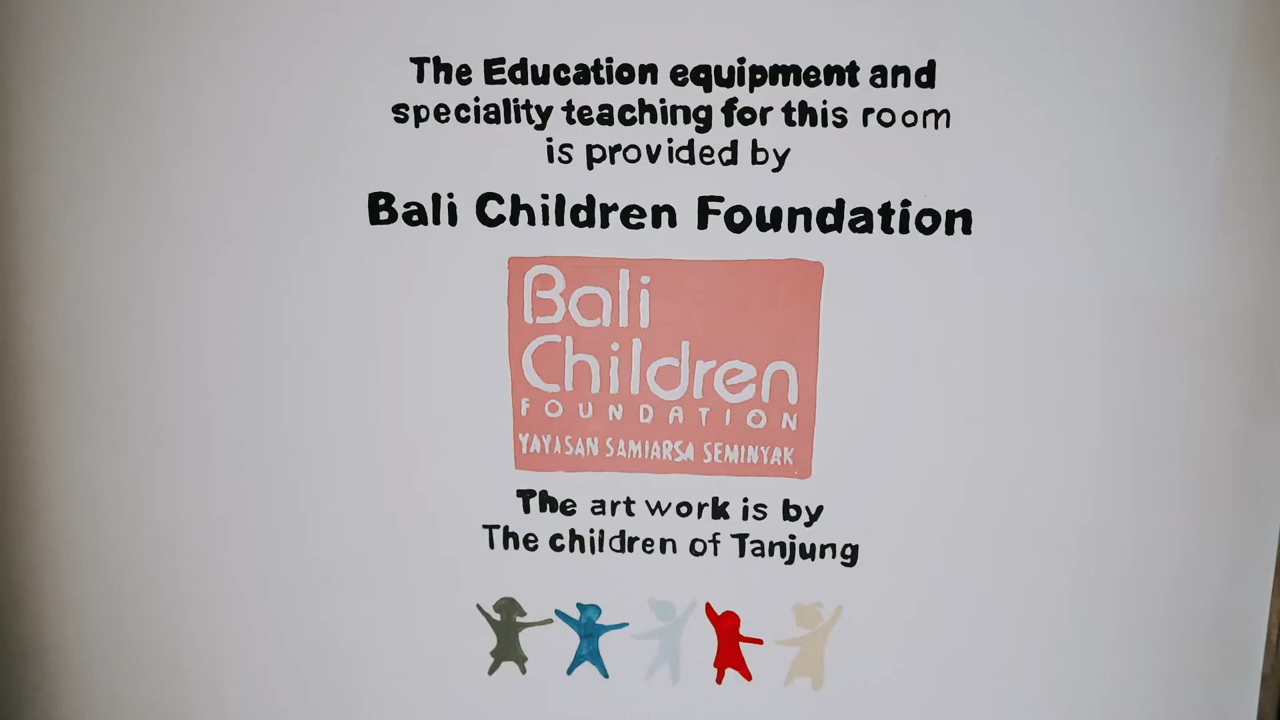 The Education equipment and
speciality teaching for this room
is provided by
Bali Children Foundation
Bali
Children
FOUNDATION
YAYASAN SAMIARSA SEMINYAK
The art work is by
The children of Tanjung